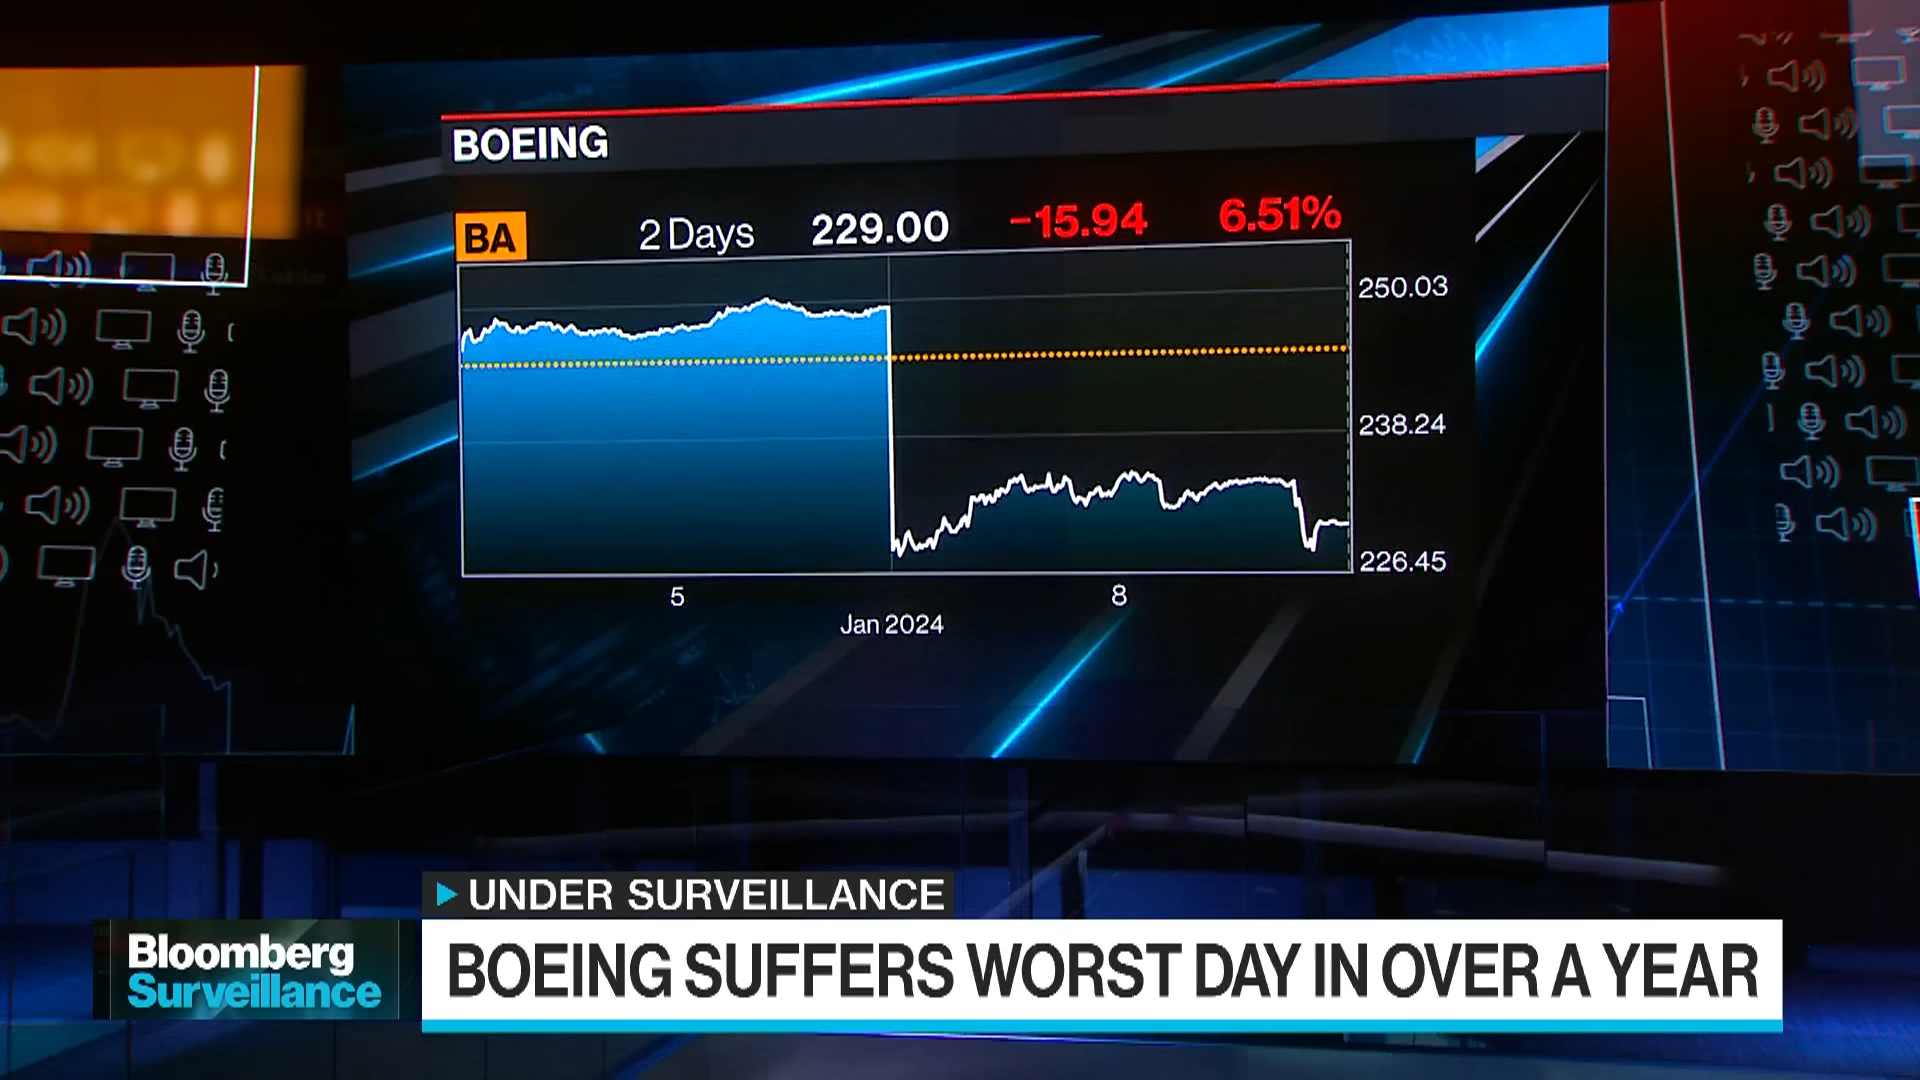 BOEING
BA 2 Days 229.00 -15.94 6.51%
250.03
238.24
226.45
5 8
Jan 2024
UNDER SURVEILLANCE
Bloomberg
Surveillance
BOEING SUFFERS WORST DAY IN OVER A YEAR